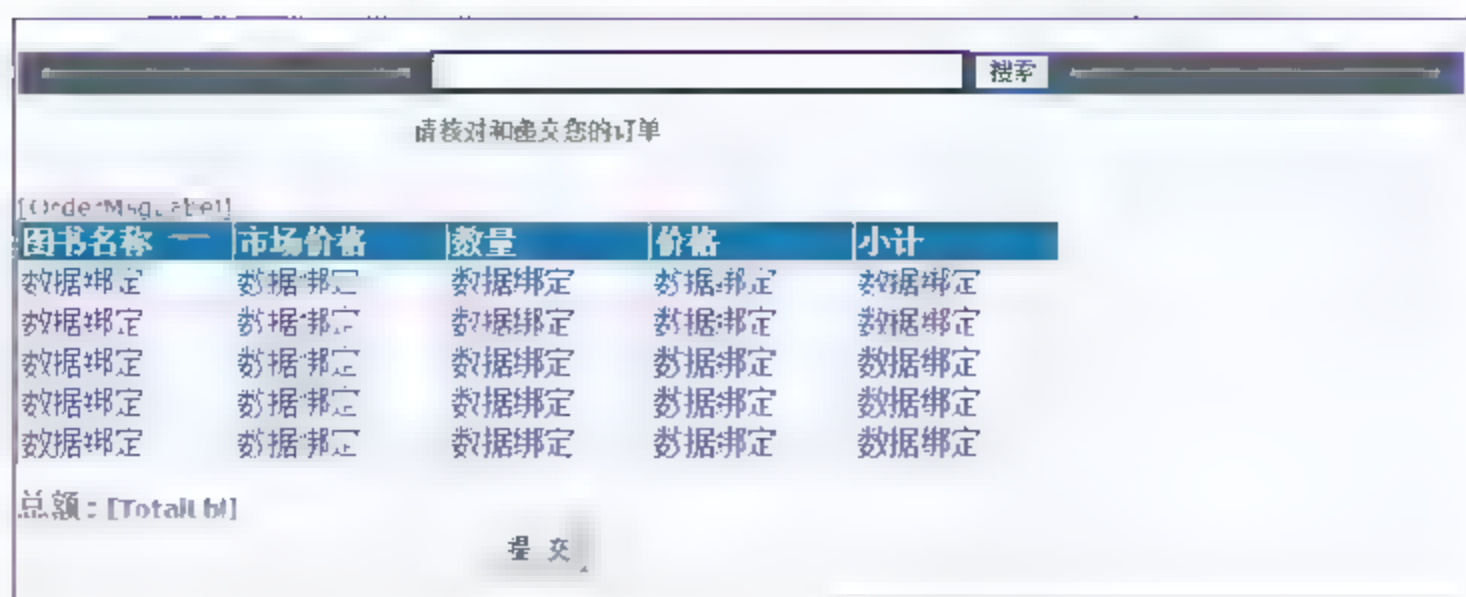 搜索
请核对和递交您的订单
[OrderMsgLabel]
图书名称 市场价格 数量 价格 小计
数据绑定 数据绑定 数据绑定 数据绑定 数据绑定
数据绑定 数据绑定 数据绑定 数据绑定 数据绑定
数据绑定 数据绑定 数据绑定 数据绑定 数据绑定
数据绑定 数据绑定 数据绑定 数据绑定 数据绑定
数据绑定 数据绑定 数据绑定 数据绑定 数据绑定
总额：[TotalLbl]
提 交